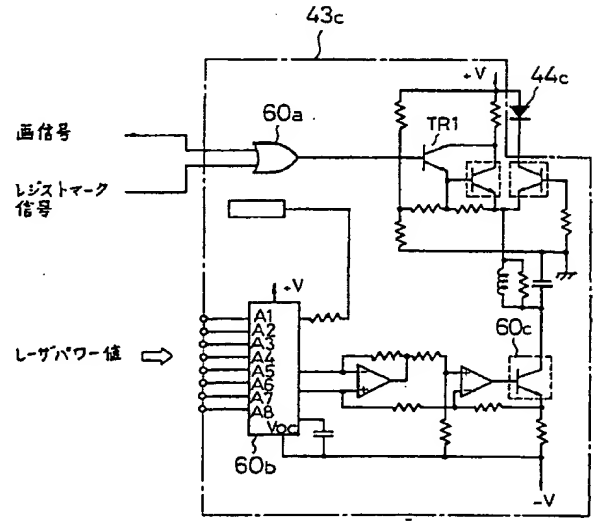 43c
+V
44c
60a
TR1
画信号
レジストマーク
信号
+V
A1
A2
A3
A4
A5
A6
A7
A8
Voc
60b
レーザパワー値
60c
-V